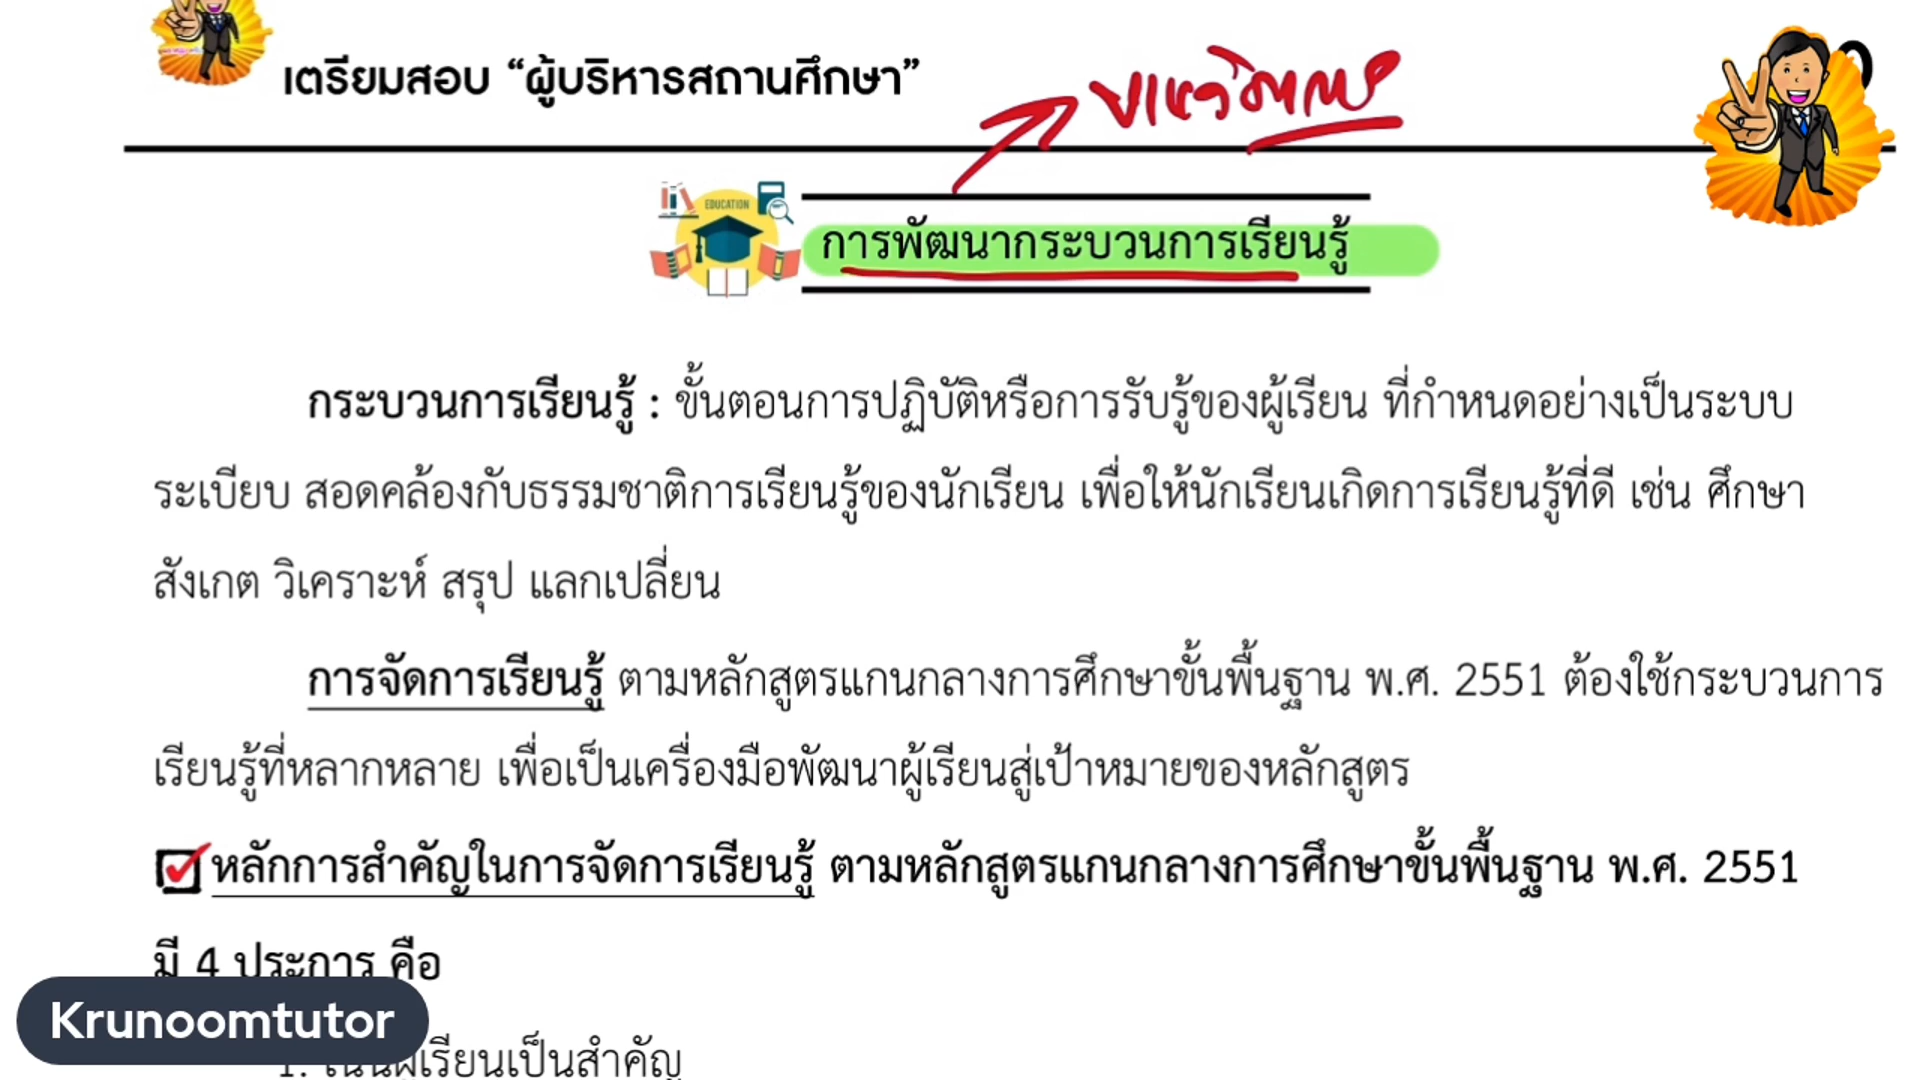 เตรียมสอบ “ผู้บริหารสถานศึกษา”
EDUCATION
การพัฒนากระบวนการเรียนรู้
กระบวนการเรียนรู้ : ขั้นตอนการปฏิบัติหรือการรับรู้ของผู้เรียน ที่กำหนดอย่างเป็นระบบ
ระเบียบ สอดคล้องกับธรรมชาติการเรียนรู้ของนักเรียน เพื่อให้นักเรียนเกิดการเรียนรู้ที่ดี เช่น ศึกษา
สังเกต วิเคราะห์ สรุป แลกเปลี่ยน
การจัดการเรียนรู้ ตามหลักสูตรแกนกลางการศึกษาขั้นพื้นฐาน พ.ศ. 2551 ต้องใช้กระบวนการ
เรียนรู้ที่หลากหลาย เพื่อเป็นเครื่องมือพัฒนาผู้เรียนสู่เป้าหมายของหลักสูตร
หลักการสำคัญในการจัดการเรียนรู้ ตามหลักสูตรแกนกลางการศึกษาขั้นพื้นฐาน พ.ศ. 2551
มี 4 ประการ คือ
Krunoomtutor
1. เน้นผู้เรียนเป็นสำคัญ